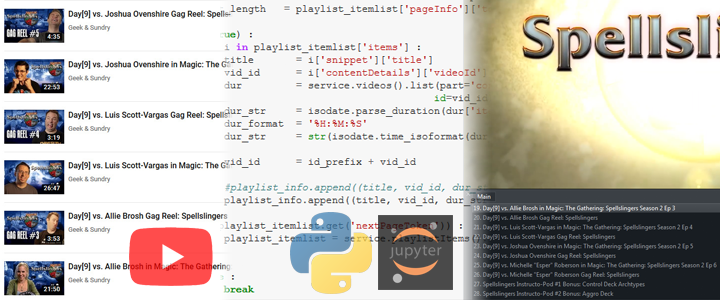 Day[9] vs. Joshua Ovenshire Gag Reel: Spells
Geek & Sundry
GAG REEL #5
4:35
Day[9] vs. Joshua Ovenshire in Magic: The G
Geek & Sundry
22:53
Day[9] vs. Luis Scott-Vargas Gag Reel: Spells
Geek & Sundry
GAG REEL #4
3:19
Day[9] vs. Luis Scott-Vargas in Magic: The Ga
Geek & Sundry
26:47
Day[9] vs. Allie Brosh Gag Reel: Spellslingers
Geek & Sundry
GAG REEL #3
3:53
Day[9] vs. Allie Brosh in Magic: The Gathering:
Geek & Sundry
21:50
_length = playlist_itemlist['pageInfo']['
ue) :
i in playlist_itemlist['items'] :
title = i['snippet']['title']
vid_id = i['contentDetails']['videoId']
dur = service.videos().list(part='c
id=vid_i
dur_str = isodate.parse_duration(dur['it
dur_format = '%H:%M:%S'
dur_str = str(isodate.time_isoformat(du
vid_id = id_prefix + vid_id
#playlist_info.append((title, vid_id, dur_
playlist_info.append((title, vid_id, dur_str
playlist_itemlist.get('nextPageToken')) :
playlist_itemlist = service.playlistItems(
:
break
jupyter
Spellsli
Main
19. Day[9] vs. Allie Brosh in Magic: The Gathering: Spellslingers Season 2 Ep 3
20. Day[9] vs. Allie Brosh Gag Reel: Spellslingers
21. Day[9] vs. Luis Scott-Vargas in Magic: The Gathering: Spellslingers Season 2 Ep 4
22. Day[9] vs. Luis Scott-Vargas Gag Reel: Spellslingers
23. Day[9] vs. Joshua Ovenshire in Magic: The Gathering: Spellslingers Season 2 Ep 5
24. Day[9] vs. Joshua Ovenshire Gag Reel: Spellslingers
25. Day[9] vs. Michelle "Esper" Roberson in Magic: The Gathering: Spellslingers Season 2 Ep 6
26. Day[9] vs. Michelle "Esper" Roberson Gag Reel: Spellslingers
27. Spellslingers Instructo-Pod #1 Bonus: Control Deck Archtypes
28. Spellslingers Instructo-Pod #2 Bonus: Aggro Deck